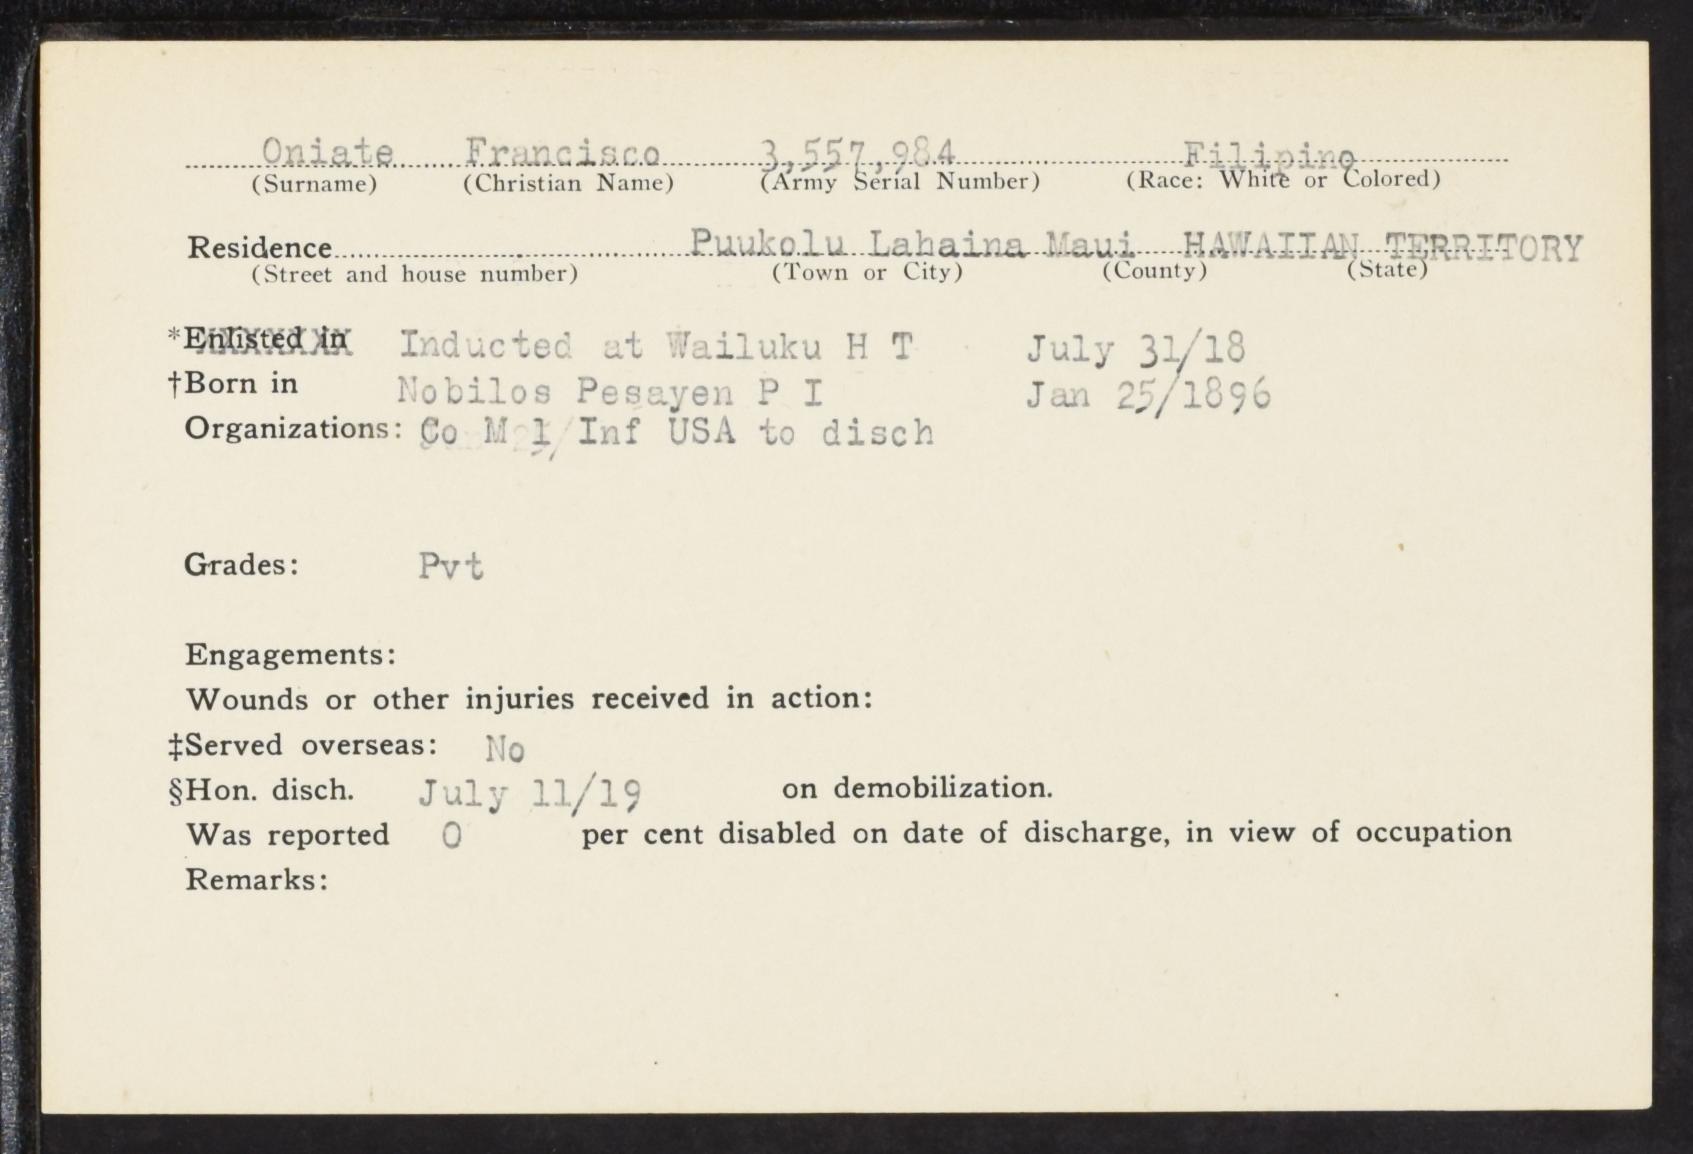 Oniate Francisco 3,557,984 Filipino
(Surname) (Christian Name) (Army Serial Number) (Race: White or Colored)
Residence Puukolu Lahaina Maui HAWAIIAN TERRITORY
(Street and house number) (Town or City) (County) (State)
*Enlisted in Inducted at Wailuku H T July 31/18
†Born in Nobilos Pesayen P I Jan 25/1896
Organizations: Co M 1 Inf USA to disch
Grades: Pvt
Engagements:
Wounds or other injuries received in action:
‡Served overseas: No
§Hon. disch. July 11/19 on demobilization.
Was reported 0 per cent disabled on date of discharge, in view of occupation
Remarks: